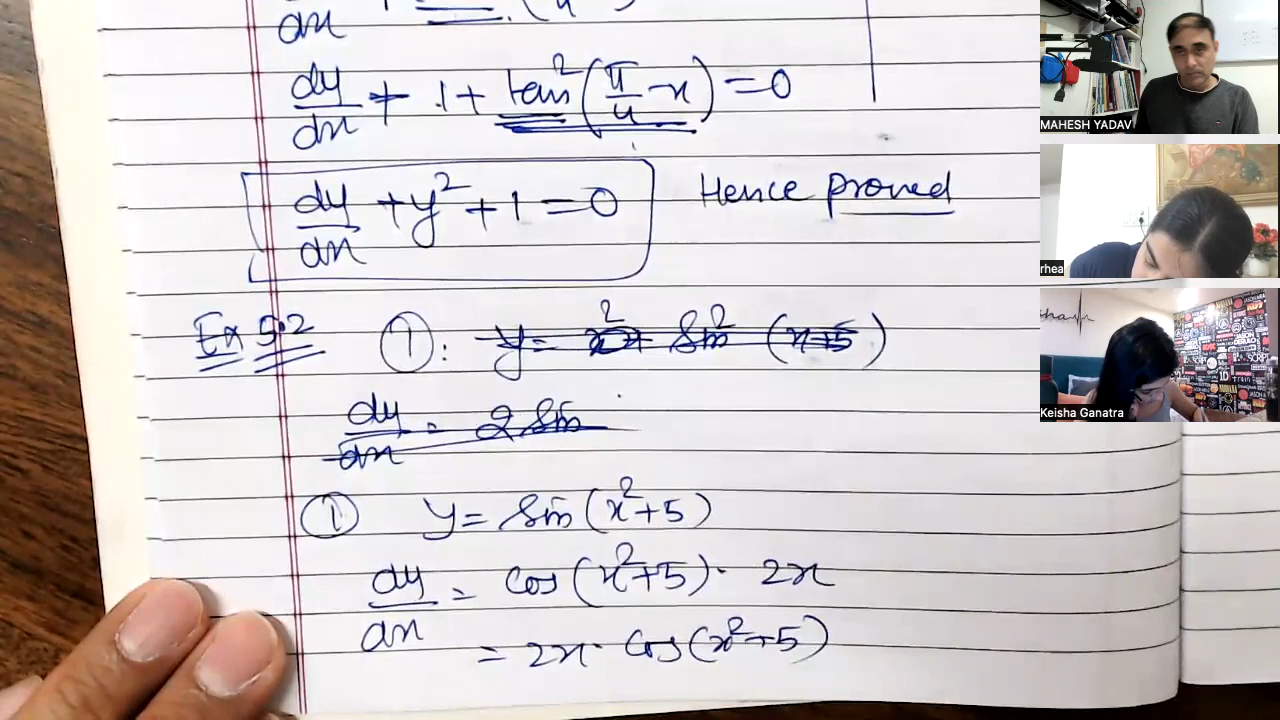 dy/dx + 1 + tan²(π/4 - x) = 0
dy/dx + y² + 1 = 0 Hence proved
Ex 5.2 ① : y = sin²(x+5)
dy/dx = 2 sin
① y = sin(x²+5)
dy/dx = cos(x²+5) · 2x
= 2x · cos(x²+5)
MAHESH YADAV
rhea
Keisha Ganatra